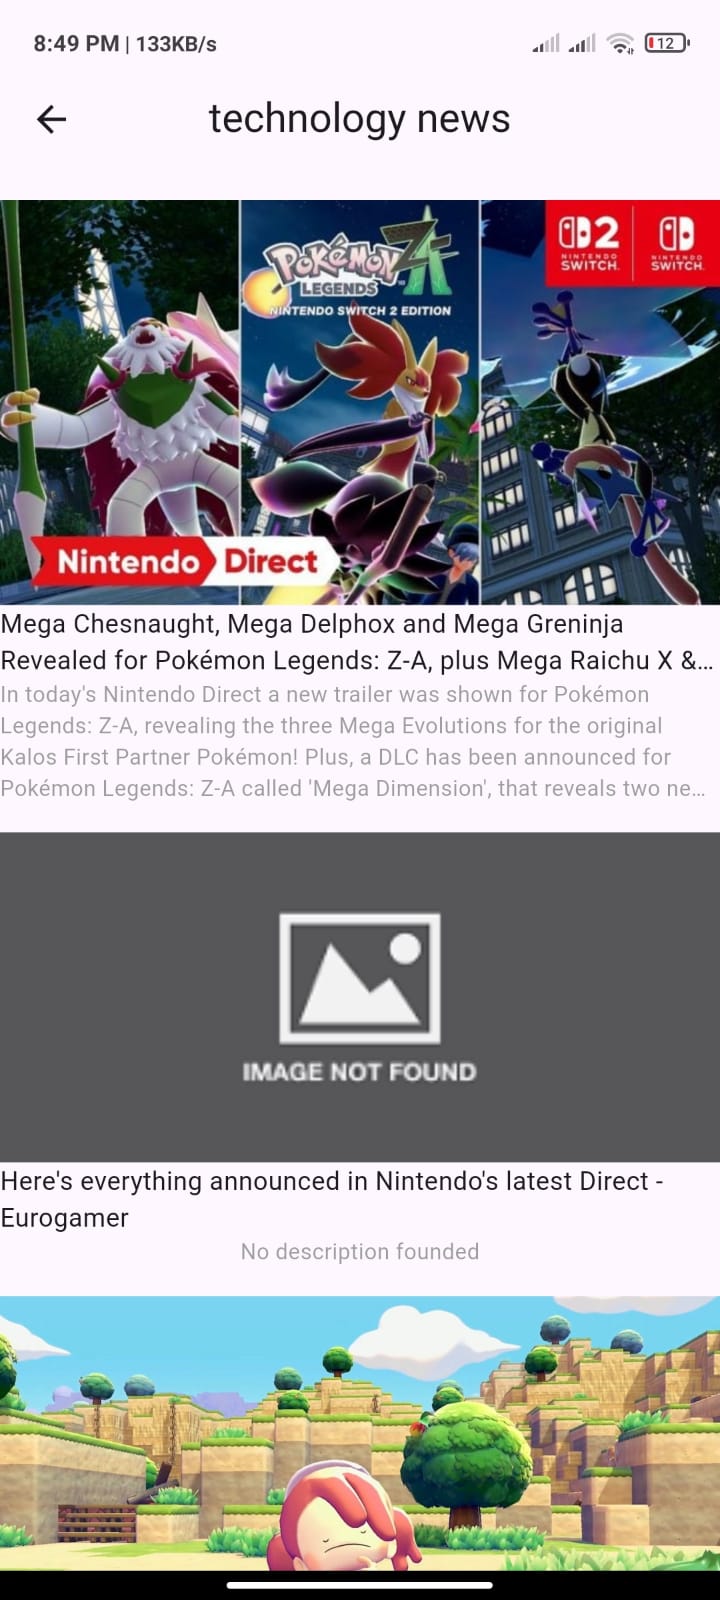 8:49 PM | 133KB/s
12
technology news
POKÉMON
LEGENDS
Z-A
NINTENDO SWITCH 2 EDITION
2
NINTENDO
SWITCH.
NINTENDO
SWITCH.
Nintendo Direct
Mega Chesnaught, Mega Delphox and Mega Greninja
Revealed for Pokémon Legends: Z-A, plus Mega Raichu X &...
In today's Nintendo Direct a new trailer was shown for Pokémon
Legends: Z-A, revealing the three Mega Evolutions for the original
Kalos First Partner Pokémon! Plus, a DLC has been announced for
Pokémon Legends: Z-A called 'Mega Dimension', that reveals two ne...
IMAGE NOT FOUND
Here's everything announced in Nintendo's latest Direct -
Eurogamer
No description founded